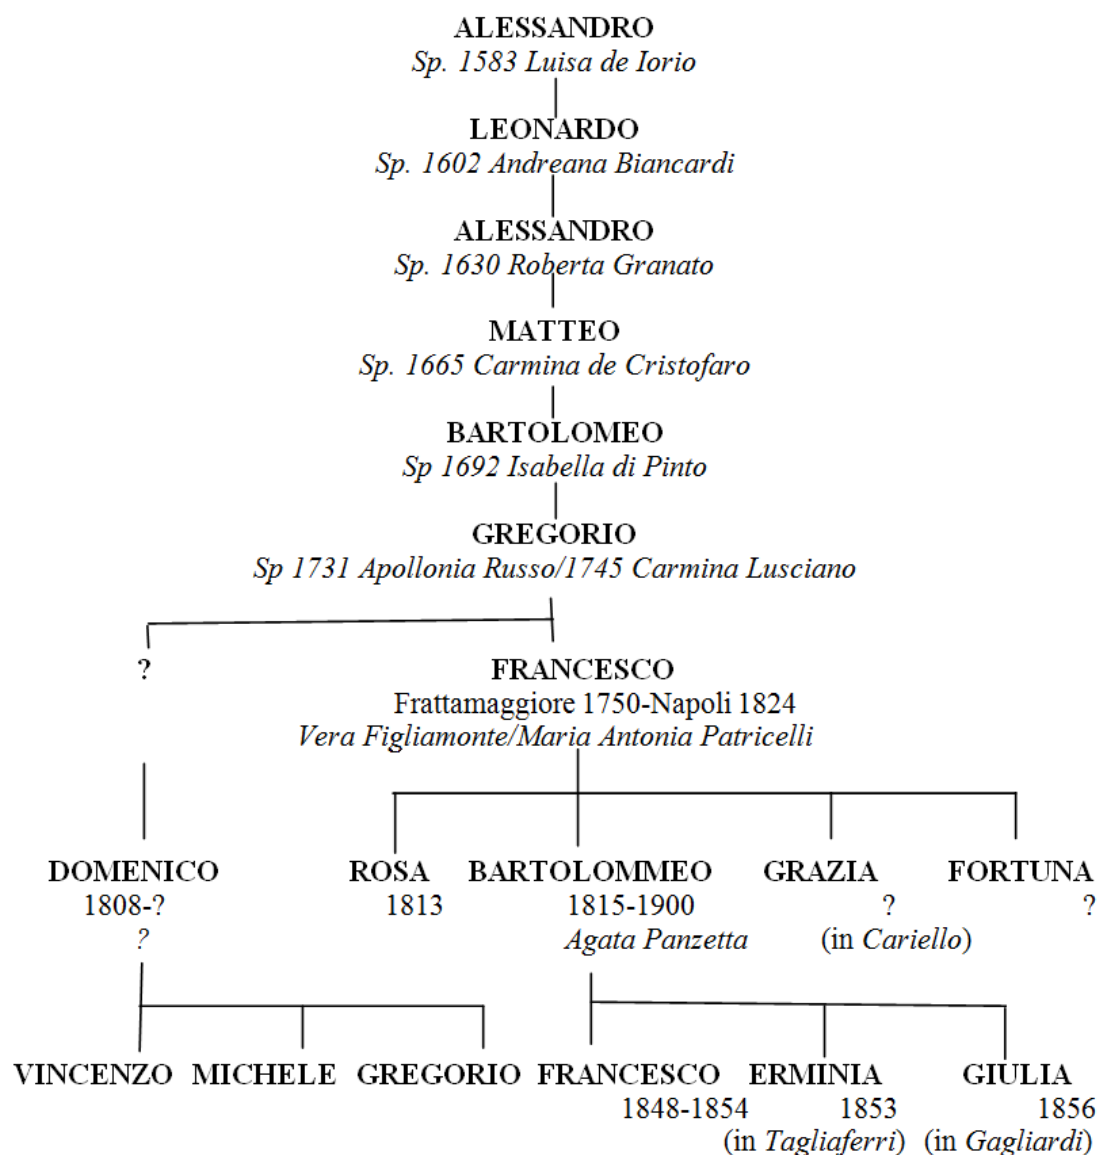 ALESSANDRO
Sp. 1583 Luisa de Iorio
LEONARDO
Sp. 1602 Andreana Biancardi
ALESSANDRO
Sp. 1630 Roberta Granato
MATTEO
Sp. 1665 Carmina de Cristofaro
BARTOLOMEO
Sp 1692 Isabella di Pinto
GREGORIO
Sp 1731 Apollonia Russo/1745 Carmina Lusciano
? FRANCESCO
Frattamaggiore 1750-Napoli 1824
Vera Figliamonte/Maria Antonia Patricelli
DOMENICO ROSA BARTOLOMMEO GRAZIA FORTUNA
1808-? 1813 1815-1900 ? ?
? Agata Panzetta (in Cariello)
VINCENZO MICHELE GREGORIO FRANCESCO ERMINIA GIULIA
1848-1854 1853 1856
(in Tagliaferri) (in Gagliardi)